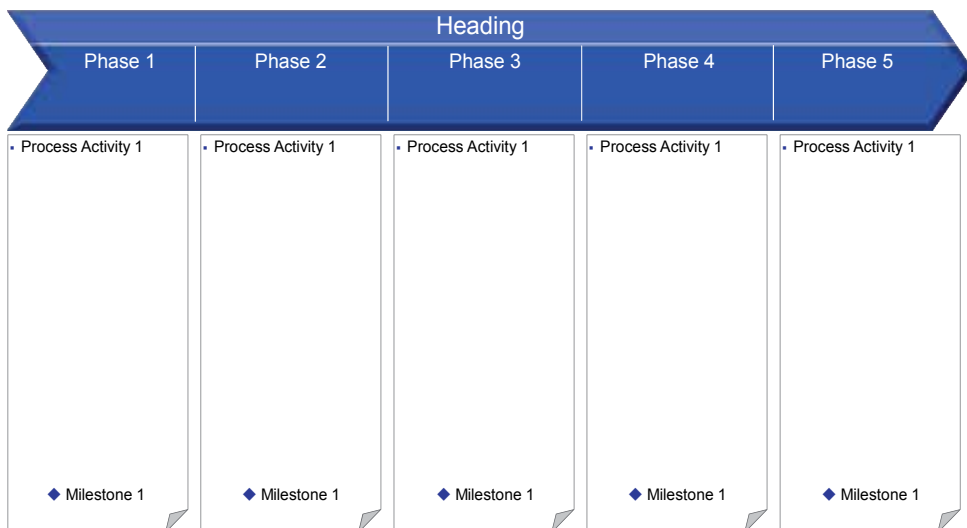 Heading
Phase 1 Phase 2 Phase 3 Phase 4 Phase 5
▪ Process Activity 1 ▪ Process Activity 1 ▪ Process Activity 1 ▪ Process Activity 1 ▪ Process Activity 1
◆ Milestone 1 ◆ Milestone 1 ◆ Milestone 1 ◆ Milestone 1 ◆ Milestone 1